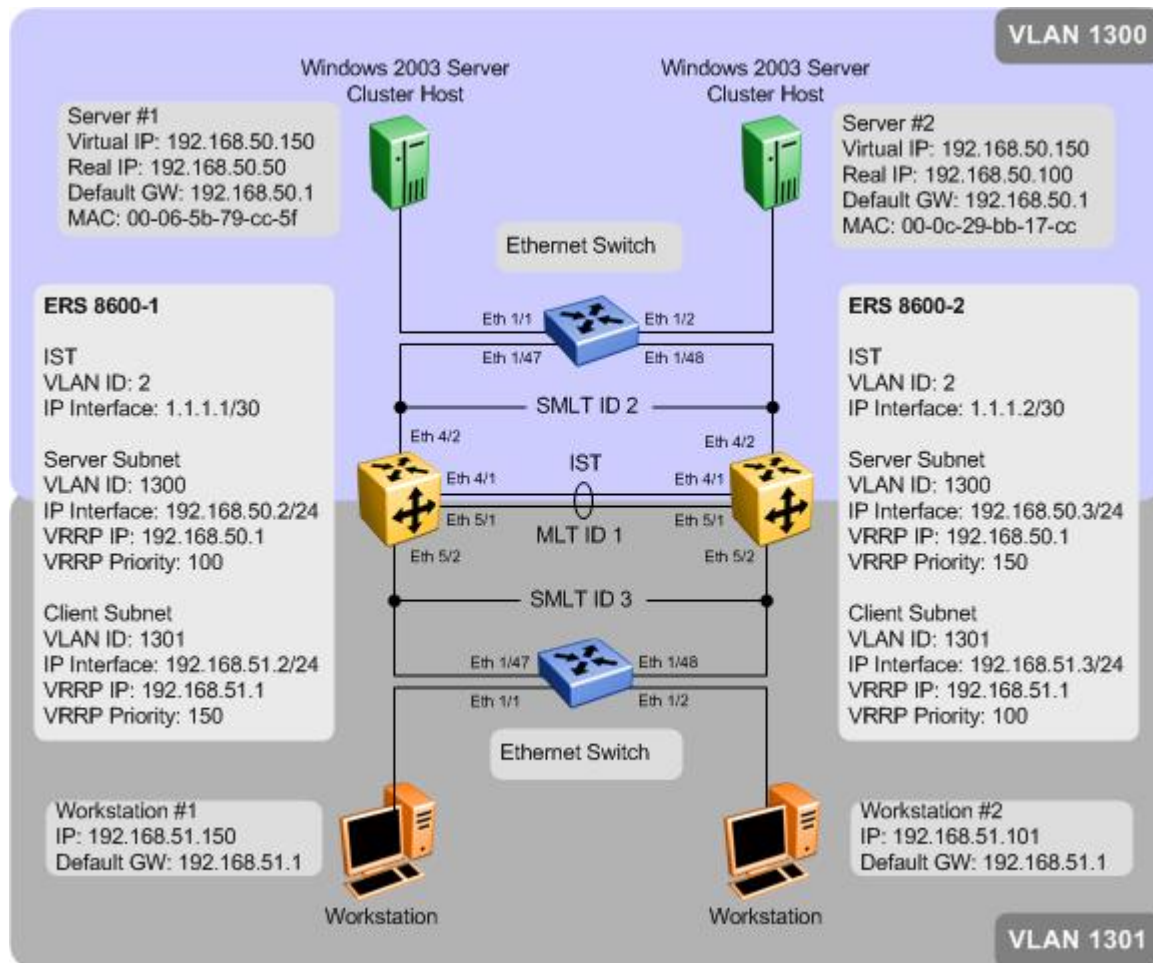 VLAN 1300
Windows 2003 Server
Cluster Host
Windows 2003 Server
Cluster Host
Server #1
Virtual IP: 192.168.50.150
Real IP: 192.168.50.50
Default GW: 192.168.50.1
MAC: 00-06-5b-79-cc-5f
Server #2
Virtual IP: 192.168.50.150
Real IP: 192.168.50.100
Default GW: 192.168.50.1
MAC: 00-0c-29-bb-17-cc
Ethernet Switch
Eth 1/1
Eth 1/2
Eth 1/47
Eth 1/48
SMLT ID 2
ERS 8600-1
IST
VLAN ID: 2
IP Interface: 1.1.1.1/30
Server Subnet
VLAN ID: 1300
IP Interface: 192.168.50.2/24
VRRP IP: 192.168.50.1
VRRP Priority: 100
Client Subnet
VLAN ID: 1301
IP Interface: 192.168.51.2/24
VRRP IP: 192.168.51.1
VRRP Priority: 150
Eth 4/2
Eth 4/2
IST
Eth 4/1
Eth 4/1
Eth 5/1
Eth 5/1
MLT ID 1
Eth 5/2
Eth 5/2
SMLT ID 3
ERS 8600-2
IST
VLAN ID: 2
IP Interface: 1.1.1.2/30
Server Subnet
VLAN ID: 1300
IP Interface: 192.168.50.3/24
VRRP IP: 192.168.50.1
VRRP Priority: 150
Client Subnet
VLAN ID: 1301
IP Interface: 192.168.51.3/24
VRRP IP: 192.168.51.1
VRRP Priority: 100
Eth 1/47
Eth 1/48
Eth 1/1
Eth 1/2
Ethernet Switch
Workstation #1
IP: 192.168.51.150
Default GW: 192.168.51.1
Workstation #2
IP: 192.168.51.101
Default GW: 192.168.51.1
Workstation
Workstation
VLAN 1301